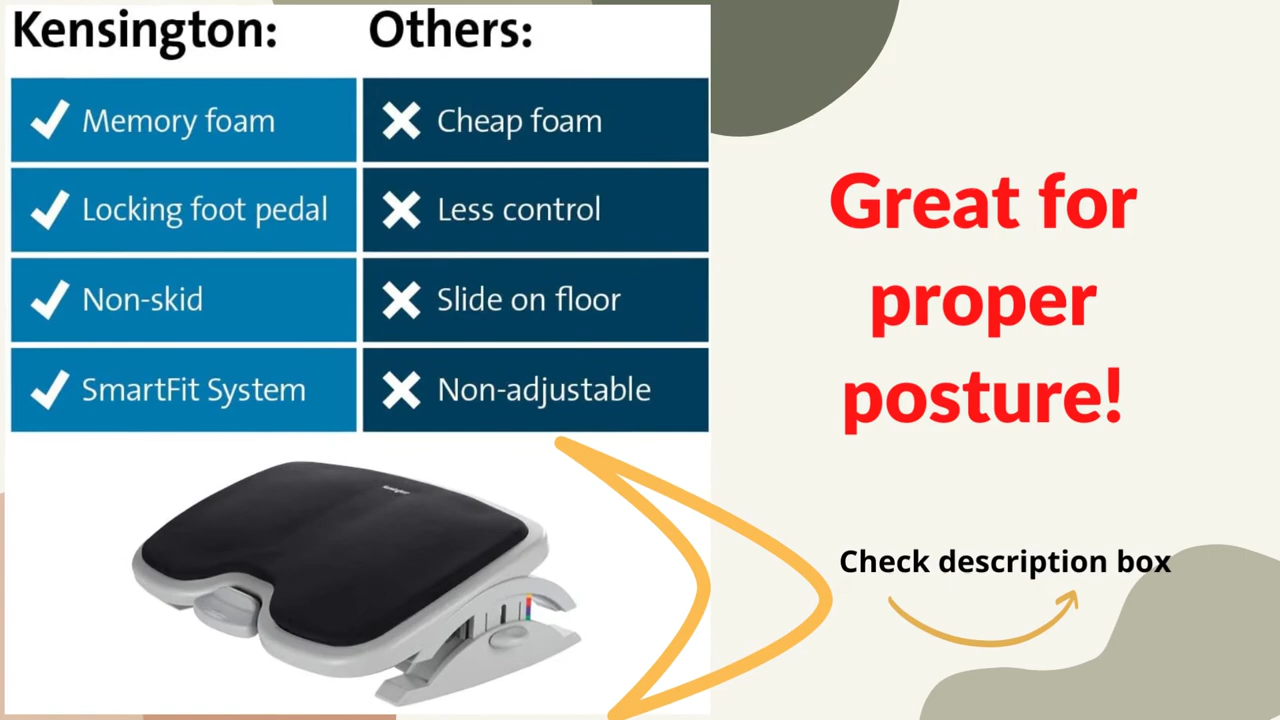 Kensington: Others:
Memory foam Cheap foam
Locking foot pedal Less control
Non-skid Slide on floor
SmartFit System Non-adjustable
Great for
proper
posture!
Kensington
Check description box